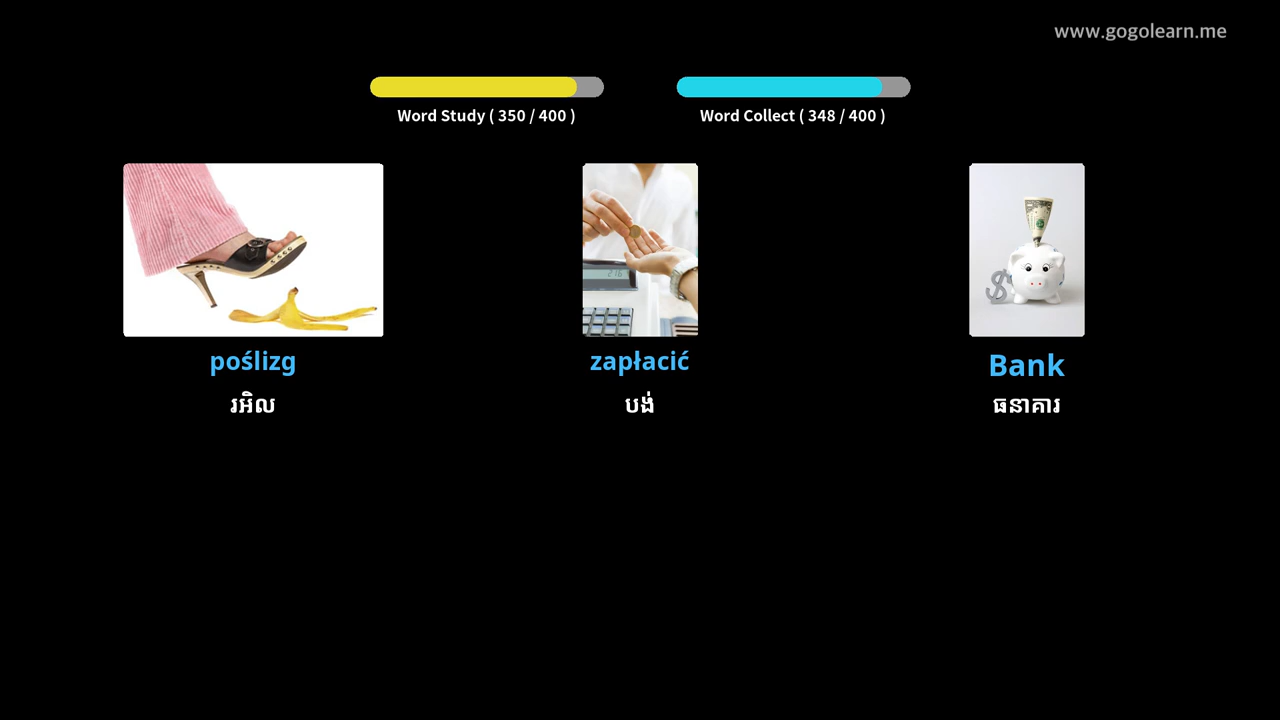 www.gogolearn.me
Word Study ( 350 / 400 )
Word Collect ( 348 / 400 )
216
poślizg
zapłacić
Bank
រអិល
បង់
ធនាគារ